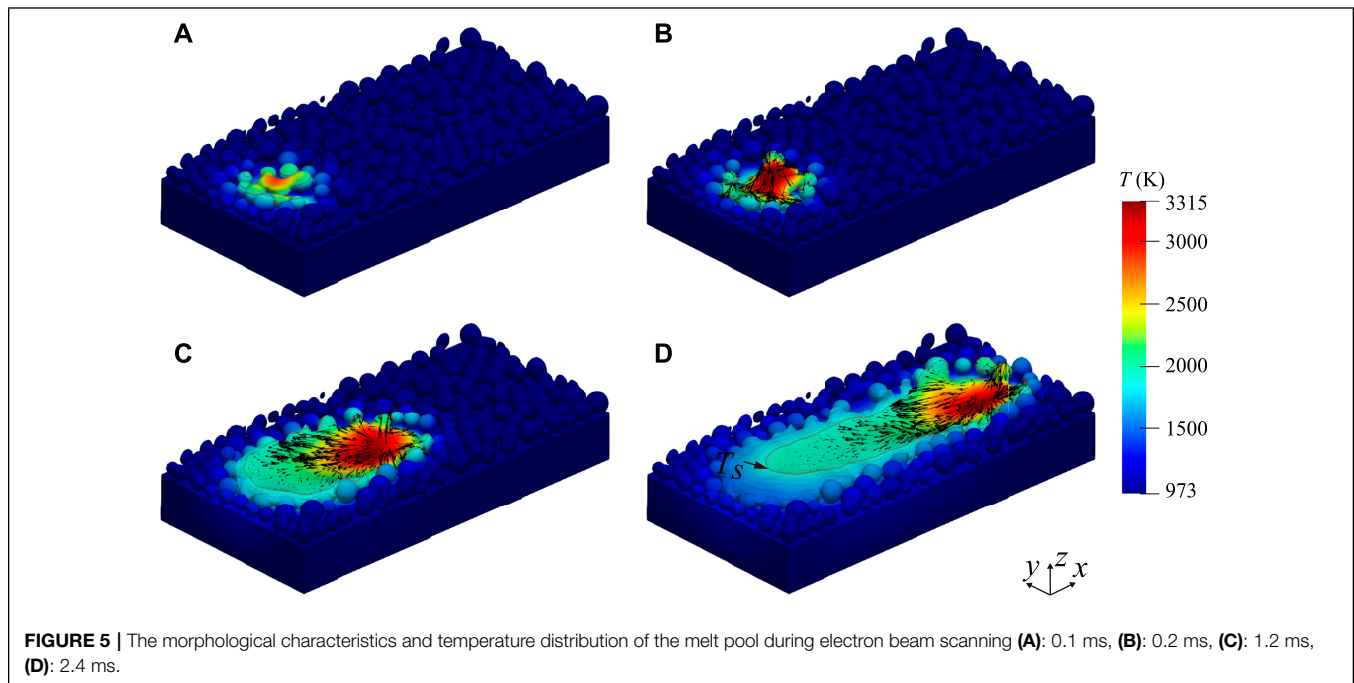 A
B
T (K)
3315
3000
2500
2000
1500
973
C
D
Ts
y z x
FIGURE 5 | The morphological characteristics and temperature distribution of the melt pool during electron beam scanning (A): 0.1 ms, (B): 0.2 ms, (C): 1.2 ms,
(D): 2.4 ms.